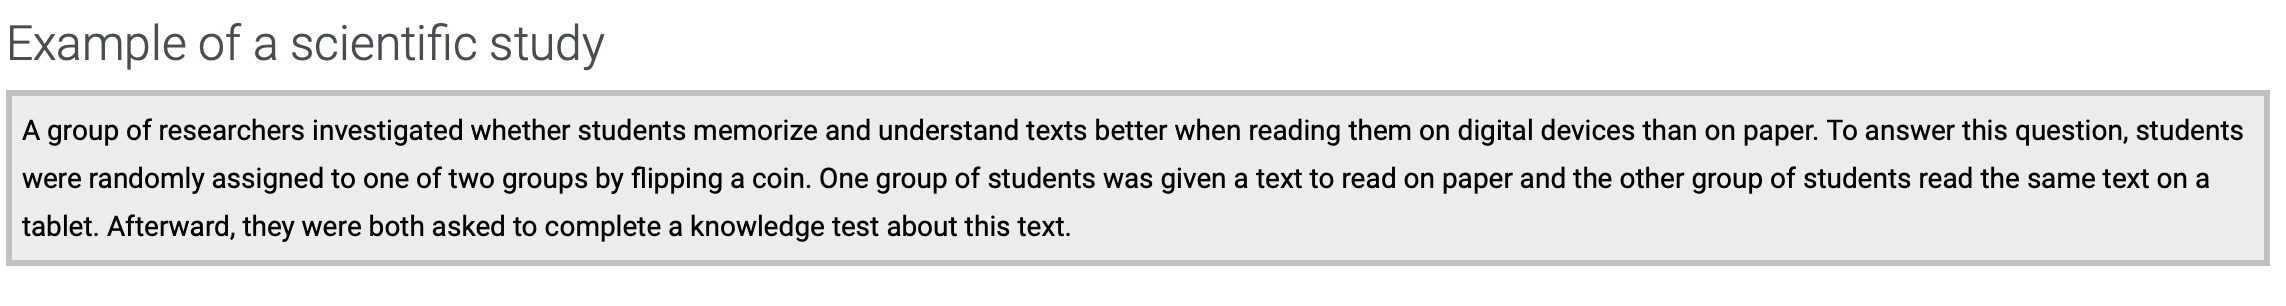 Example of a scientific study
A group of researchers investigated whether students memorize and understand texts better when reading them on digital devices than on paper. To answer this question, students
were randomly assigned to one of two groups by flipping a coin. One group of students was given a text to read on paper and the other group of students read the same text on a
tablet. Afterward, they were both asked to complete a knowledge test about this text.